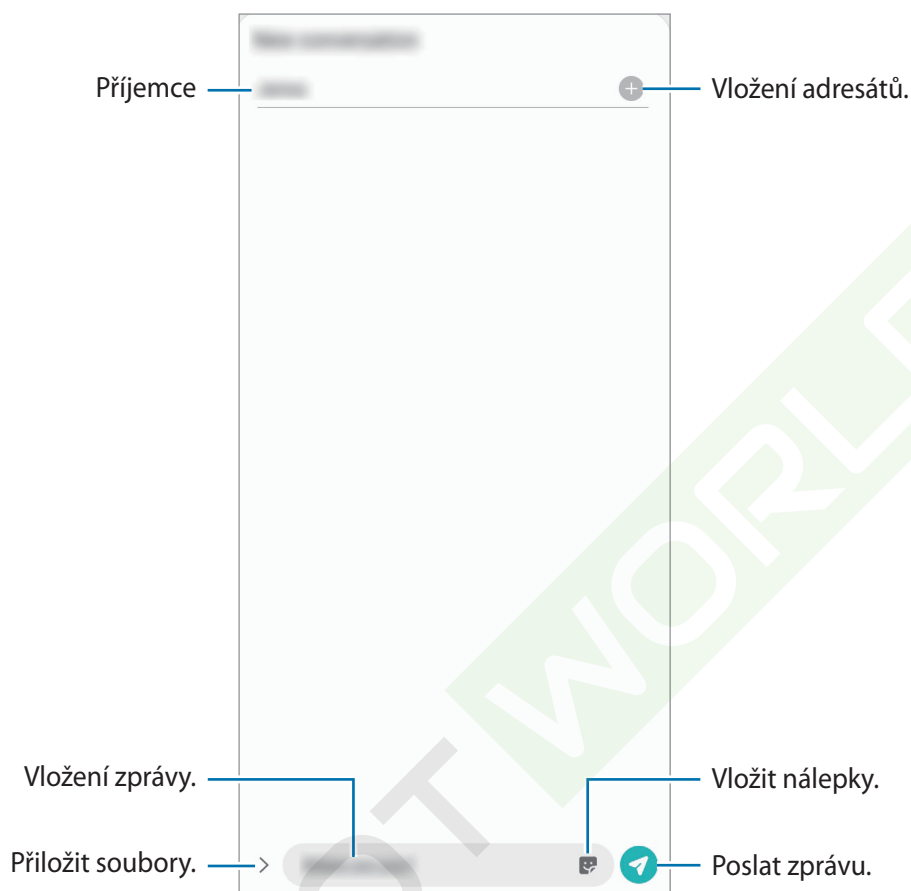 Příjemce
Vložení adresátů.
Vložení zprávy.
Vložit nálepky.
Přiložit soubory.
Poslat zprávu.